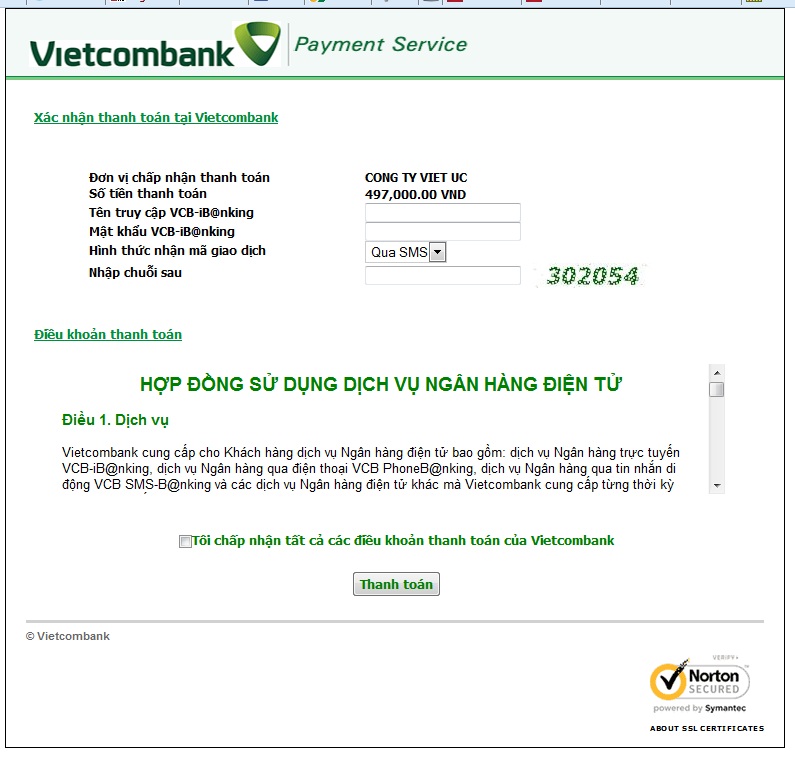 Vietcombank Payment Service
Xác nhận thanh toán tại Vietcombank
Đơn vị chấp nhận thanh toán CONG TY VIET UC
Số tiền thanh toán 497,000.00 VND
Tên truy cập VCB-iB@nking
Mật khẩu VCB-iB@nking
Hình thức nhận mã giao dịch Qua SMS
Nhập chuỗi sau 302054
Điều khoản thanh toán
HỢP ĐỒNG SỬ DỤNG DỊCH VỤ NGÂN HÀNG ĐIỆN TỬ
Điều 1. Dịch vụ
Vietcombank cung cấp cho Khách hàng dịch vụ Ngân hàng điện tử bao gồm: dịch vụ Ngân hàng trực tuyến
VCB-iB@nking, dịch vụ Ngân hàng qua điện thoại VCB PhoneB@nking, dịch vụ Ngân hàng qua tin nhắn di
động VCB SMS-B@nking và các dịch vụ Ngân hàng điện tử khác mà Vietcombank cung cấp từng thời kỳ
Tôi chấp nhận tất cả các điều khoản thanh toán của Vietcombank
Thanh toán
© Vietcombank
VERIFY▸
Norton
SECURED
powered by Symantec
ABOUT SSL CERTIFICATES